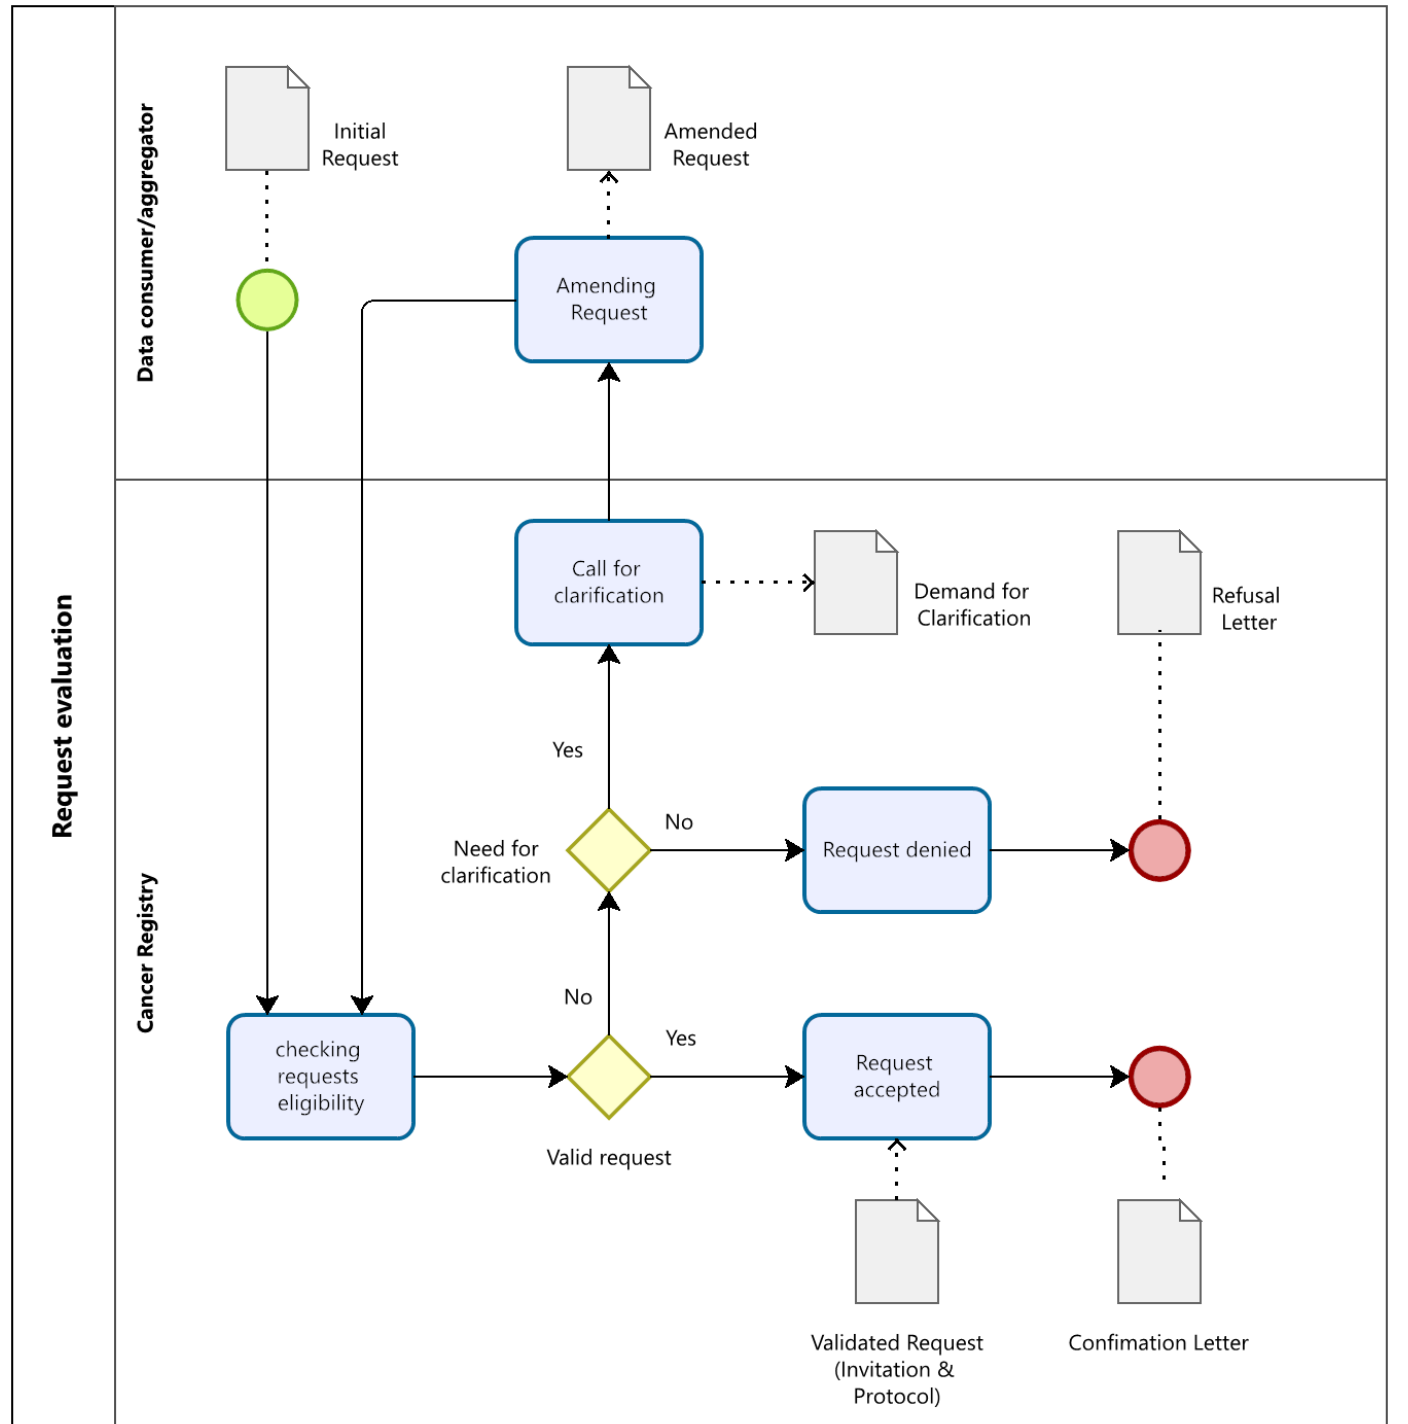 Request evaluation
Data consumer/aggregator
Initial
Request
Amended
Request
Amending
Request
Cancer Registry
Call for
clarification
Demand for
Clarification
Refusal
Letter
Yes
No
Need for
clarification
Request denied
No
Yes
checking
requests
eligibility
Request
accepted
Valid request
Validated Request
(Invitation &
Protocol)
Confimation Letter